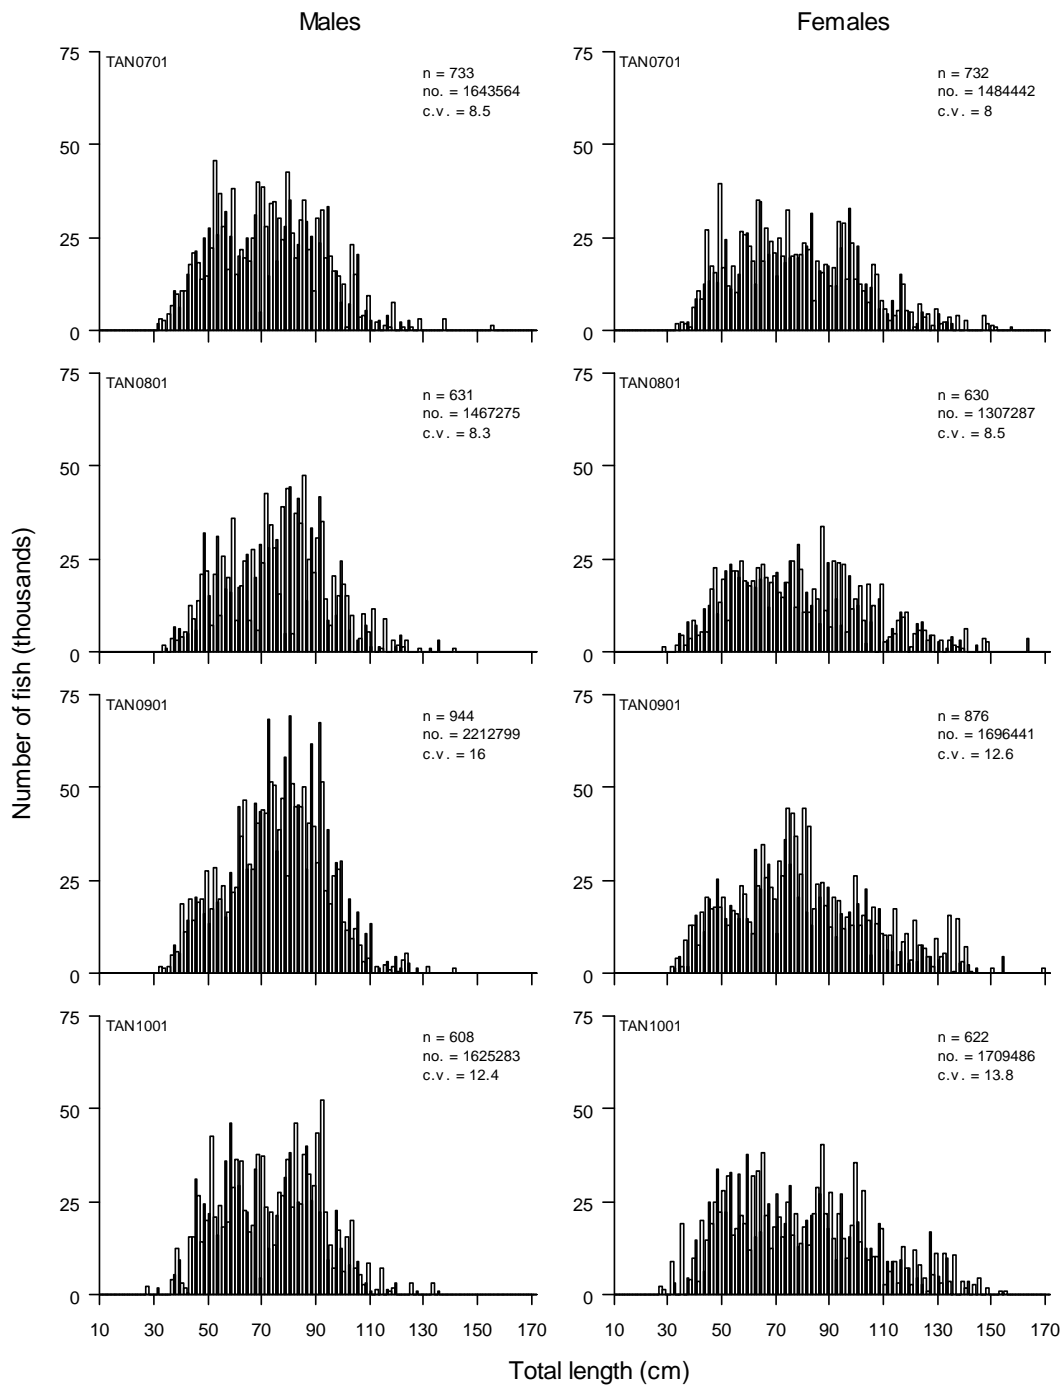 Males
Females
75
50
25
0
TAN0701
n = 733
no. = 1643564
c.v. = 8.5
75
50
25
0
TAN0701
n = 732
no. = 1484442
c.v. = 8
75
50
25
0
TAN0801
n = 631
no. = 1467275
c.v. = 8.3
75
50
25
0
TAN0801
n = 630
no. = 1307287
c.v. = 8.5
75
50
25
0
TAN0901
n = 944
no. = 2212799
c.v. = 16
75
50
25
0
TAN0901
n = 876
no. = 1696441
c.v. = 12.6
75
50
25
0
TAN1001
n = 608
no. = 1625283
c.v. = 12.4
75
50
25
0
TAN1001
n = 622
no. = 1709486
c.v. = 13.8
10 30 50 70 90 110 130 150 170
10 30 50 70 90 110 130 150 170
Number of fish (thousands)
Total length (cm)